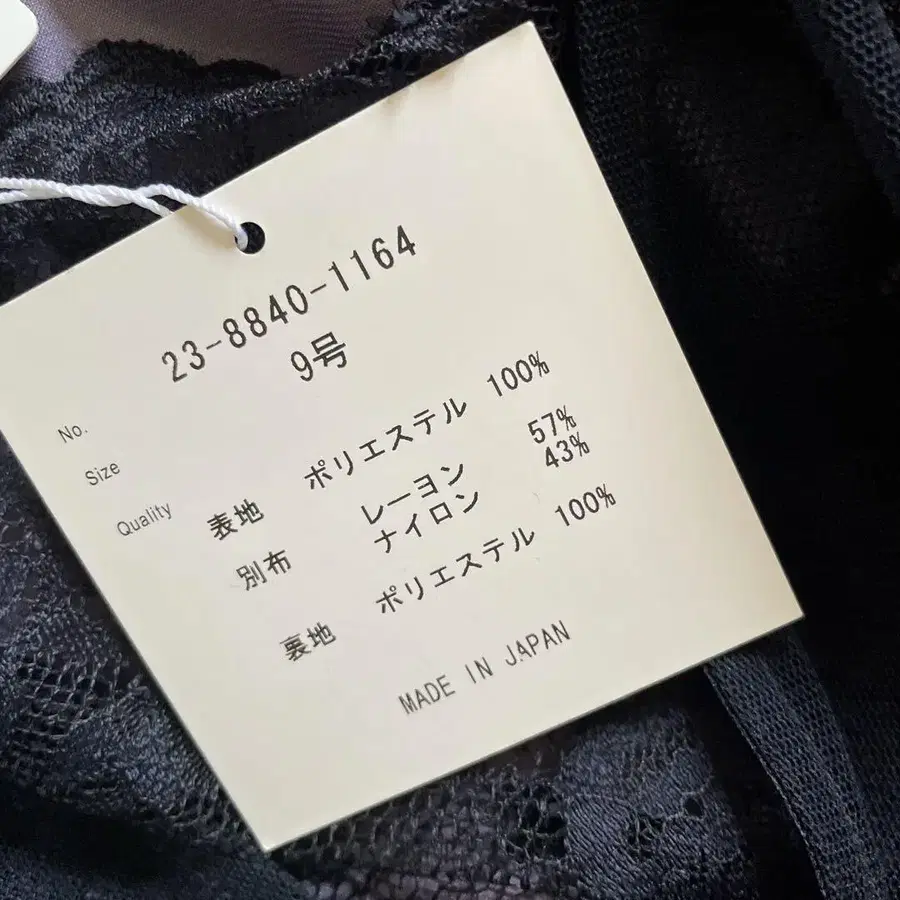 No. 23-8840-1164
Size 9号
Quality 表地 ポリエステル 100%
別布 レーヨン 57%
ナイロン 43%
裏地 ポリエステル 100%
MADE IN JAPAN